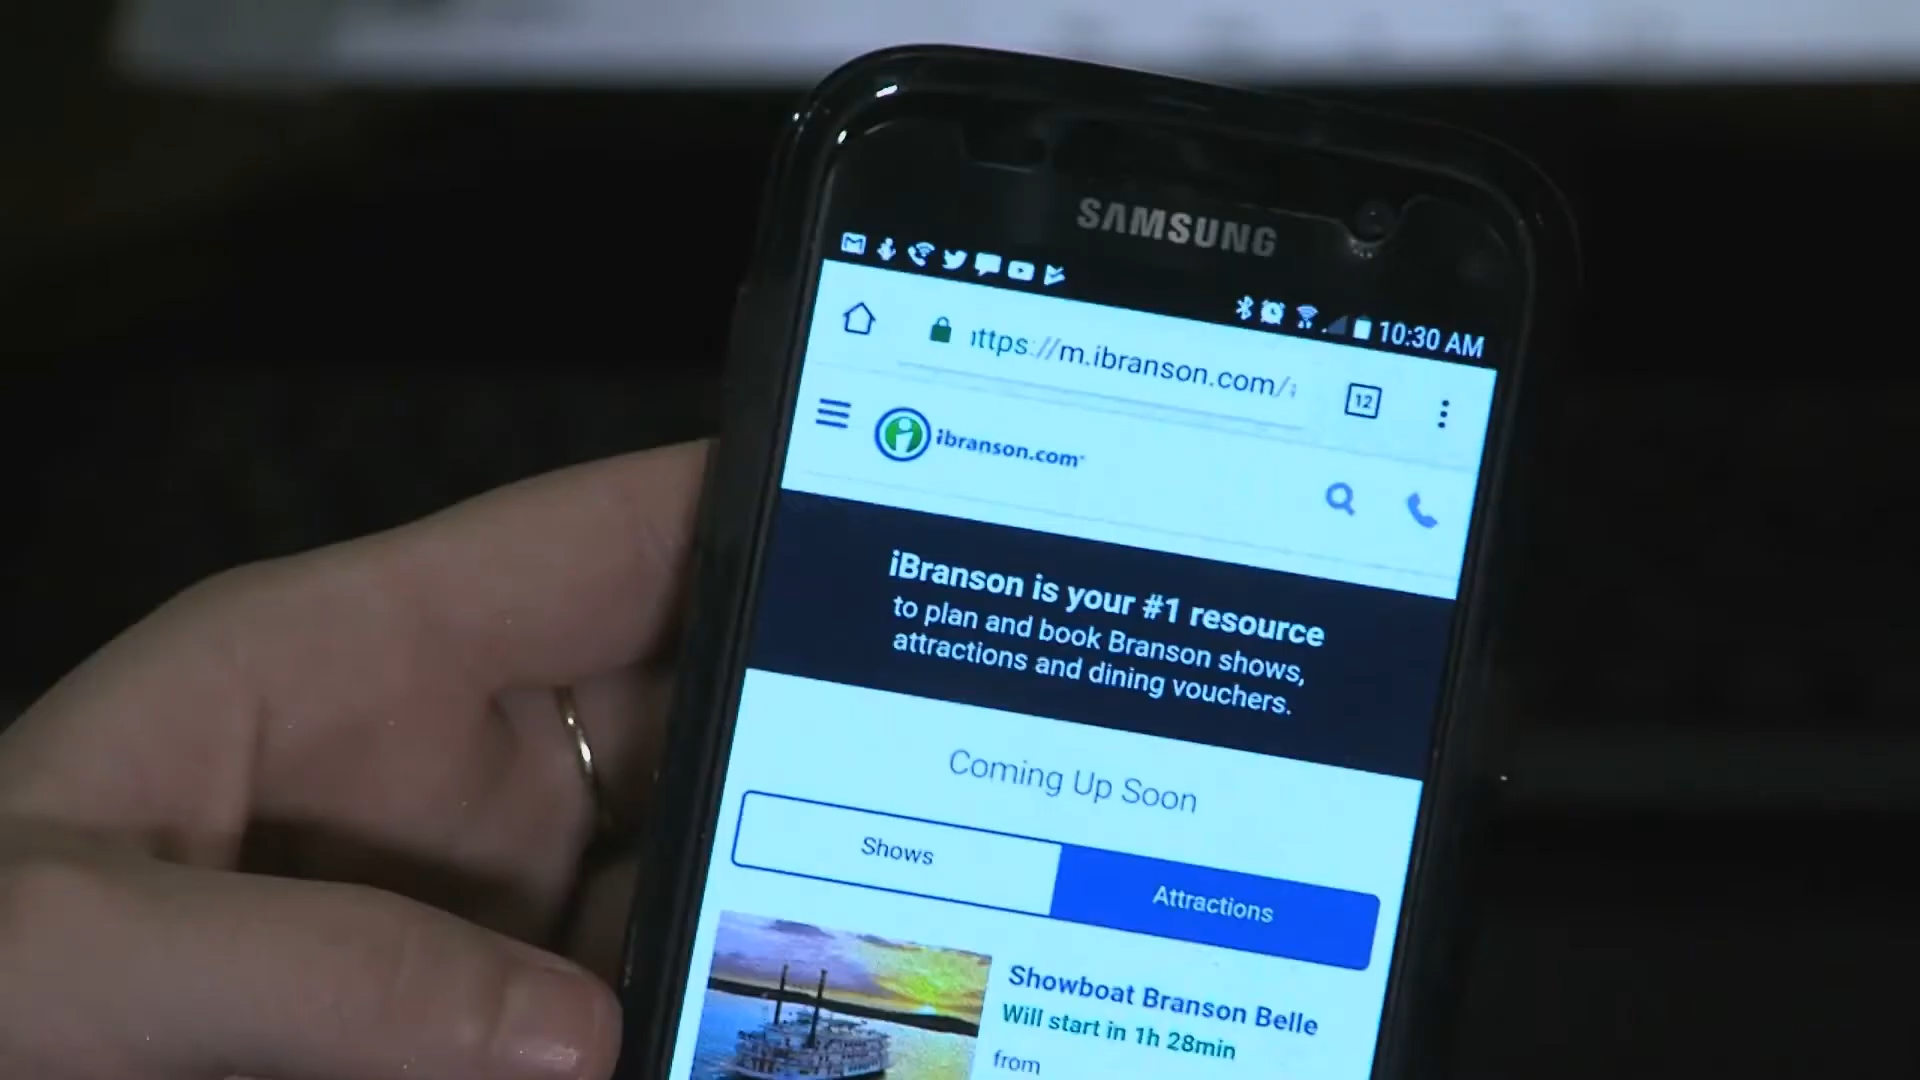 SAMSUNG
10:30 AM
ttps://m.ibranson.com/
12
ibranson.com
iBranson is your #1 resource
to plan and book Branson shows,
attractions and dining vouchers.
Coming Up Soon
Shows
Attractions
Showboat Branson Belle
Will start in 1h 28min
from